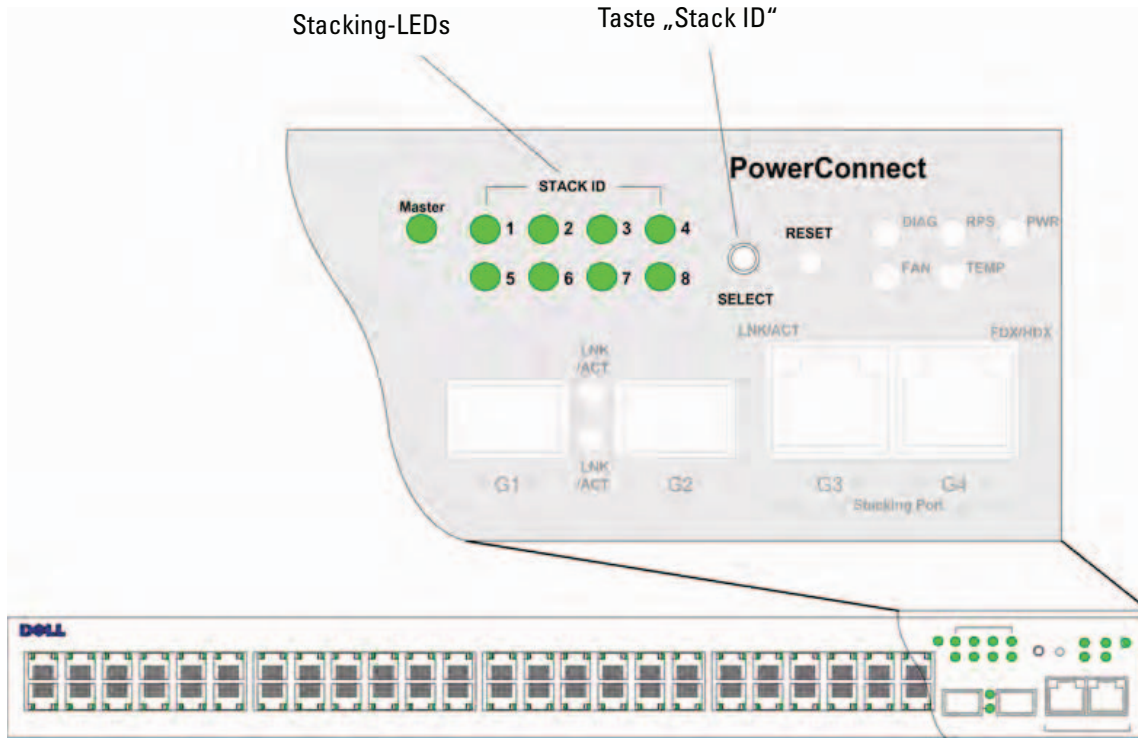 Stacking-LEDs
Taste „Stack ID“
PowerConnect
STACK ID
Master
1 2 3 4
5 6 7 8
RESET
SELECT
DIAG RPS PWR
FAN TEMP
LNK/ACT FDX/HDX
LNK
/ACT
LNK
/ACT
G1 G2 G3 G4
Stacking Port
DELL